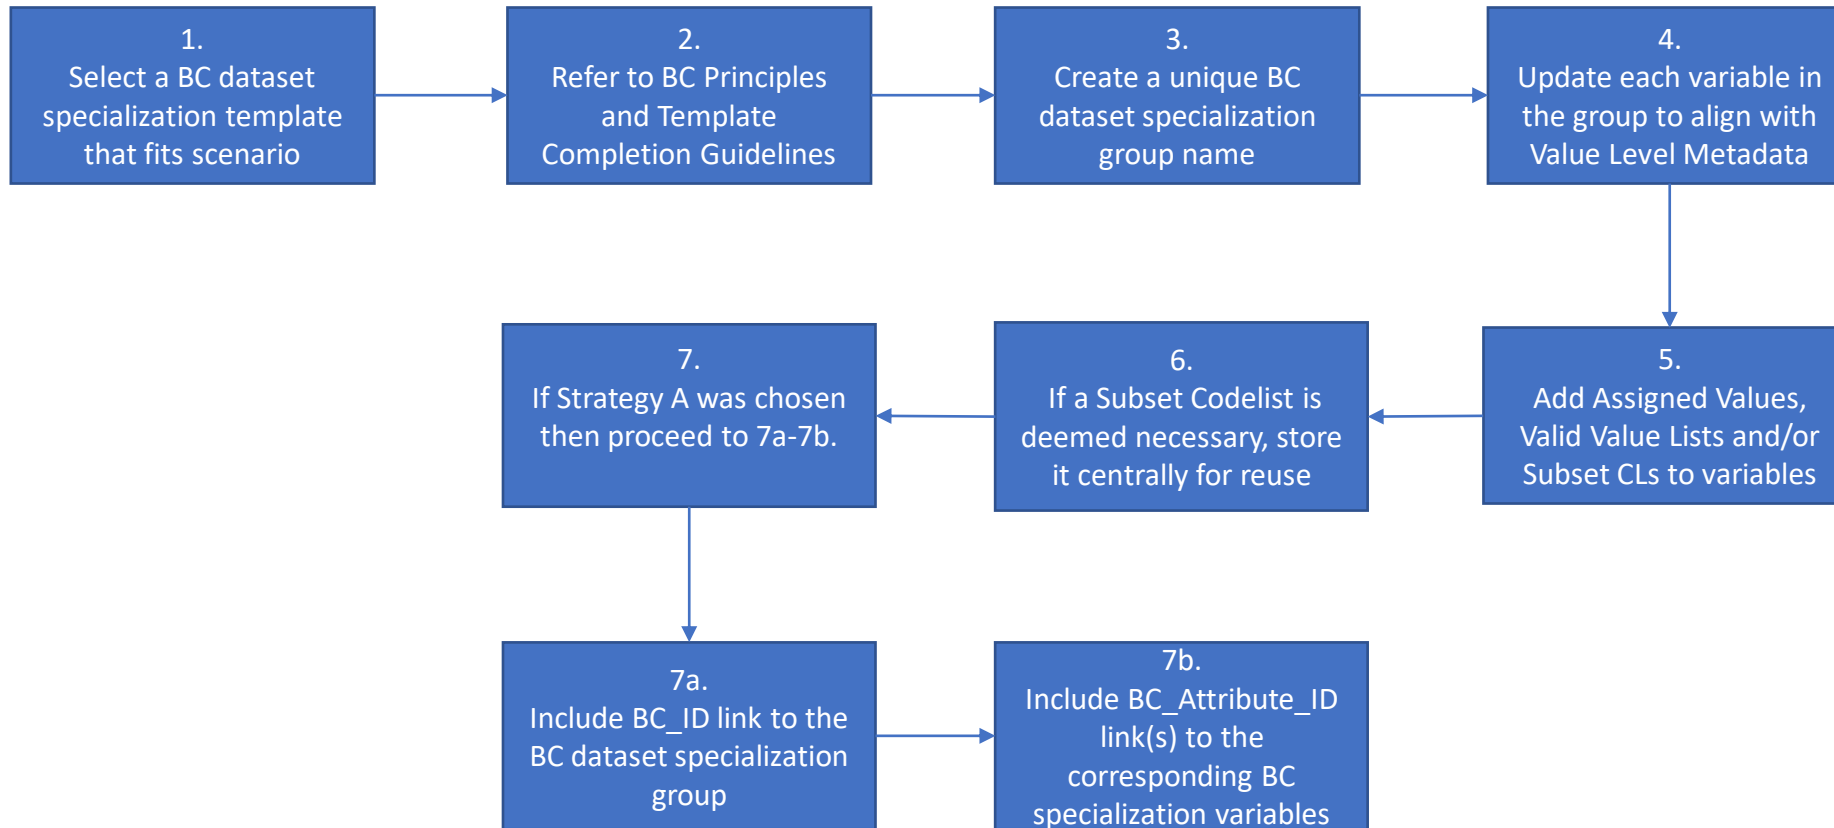 1.
Select a BC dataset
specialization template
that fits scenario
2.
Refer to BC Principles
and Template
Completion Guidelines
3.
Create a unique BC
dataset specialization
group name
4.
Update each variable in
the group to align with
Value Level Metadata
5.
Add Assigned Values,
Valid Value Lists and/or
Subset CLs to variables
6.
If a Subset Codelist is
deemed necessary, store
it centrally for reuse
7.
If Strategy A was chosen
then proceed to 7a-7b.
7a.
Include BC_ID link to the
BC dataset specialization
group
7b.
Include BC_Attribute_ID
link(s) to the
corresponding BC
specialization variables